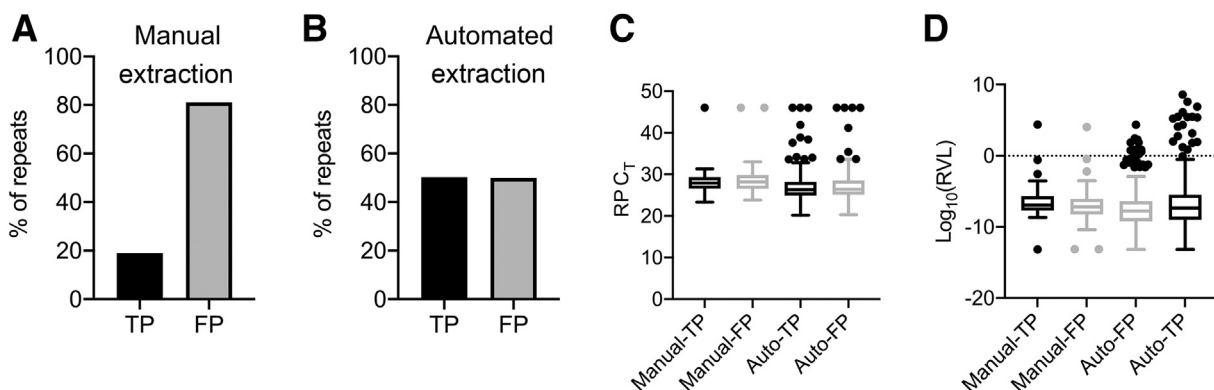 A
Manual
extraction
% of repeats
100
80
60
40
20
0
TP
FP
B
Automated
extraction
% of repeats
100
80
60
40
20
0
TP
FP
C
RP CT
50
40
30
20
10
0
Manual-TP
Manual-FP
Auto-TP
Auto-FP
D
Log10(RVL)
10
0
-10
-20
Manual-TP
Manual-FP
Auto-FP
Auto-TP